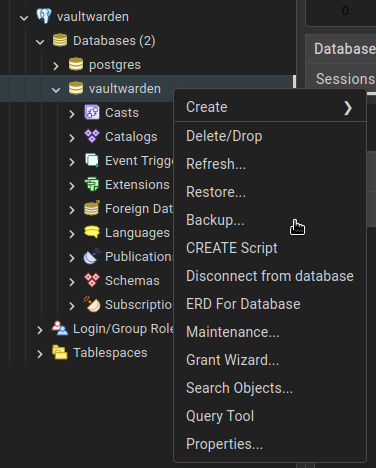 vaultwarden
0
Databases (2)
Database
postgres
vaultwarden
Sessions
Casts
Create
Catalogs
Delete/Drop
Event Trigg
Refresh...
Extensions
Restore...
Foreign Dat
Backup...
Languages
CREATE Script
Publication
Disconnect from database
Schemas
ERD For Database
Subscriptio
Maintenance...
Login/Group Role
Grant Wizard...
Tablespaces
Search Objects...
Query Tool
Properties...